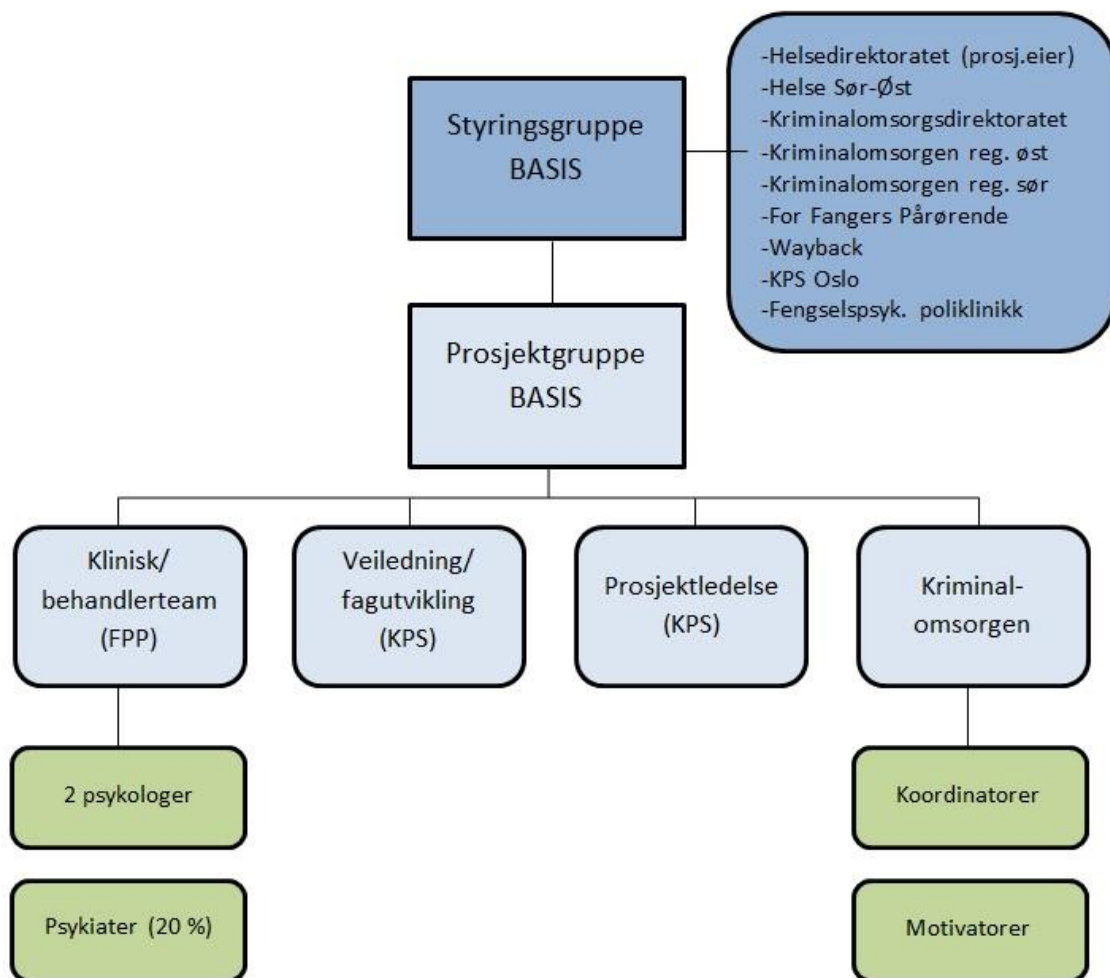 Styringsgruppe
BASIS
-Helsedirektoratet (prosj.eier)
-Helse Sør-Øst
-Kriminalomsorgsdirektoratet
-Kriminalomsorgen reg. øst
-Kriminalomsorgen reg. sør
-For Fangers Pårørende
-Wayback
-KPS Oslo
-Fengselspsyk. poliklinikk
Prosjektgruppe
BASIS
Klinisk/
behandlerteam
(FPP)
Veiledning/
fagutvikling
(KPS)
Prosjektledelse
(KPS)
Kriminal-
omsorgen
2 psykologer
Psykiater (20 %)
Koordinatorer
Motivatorer